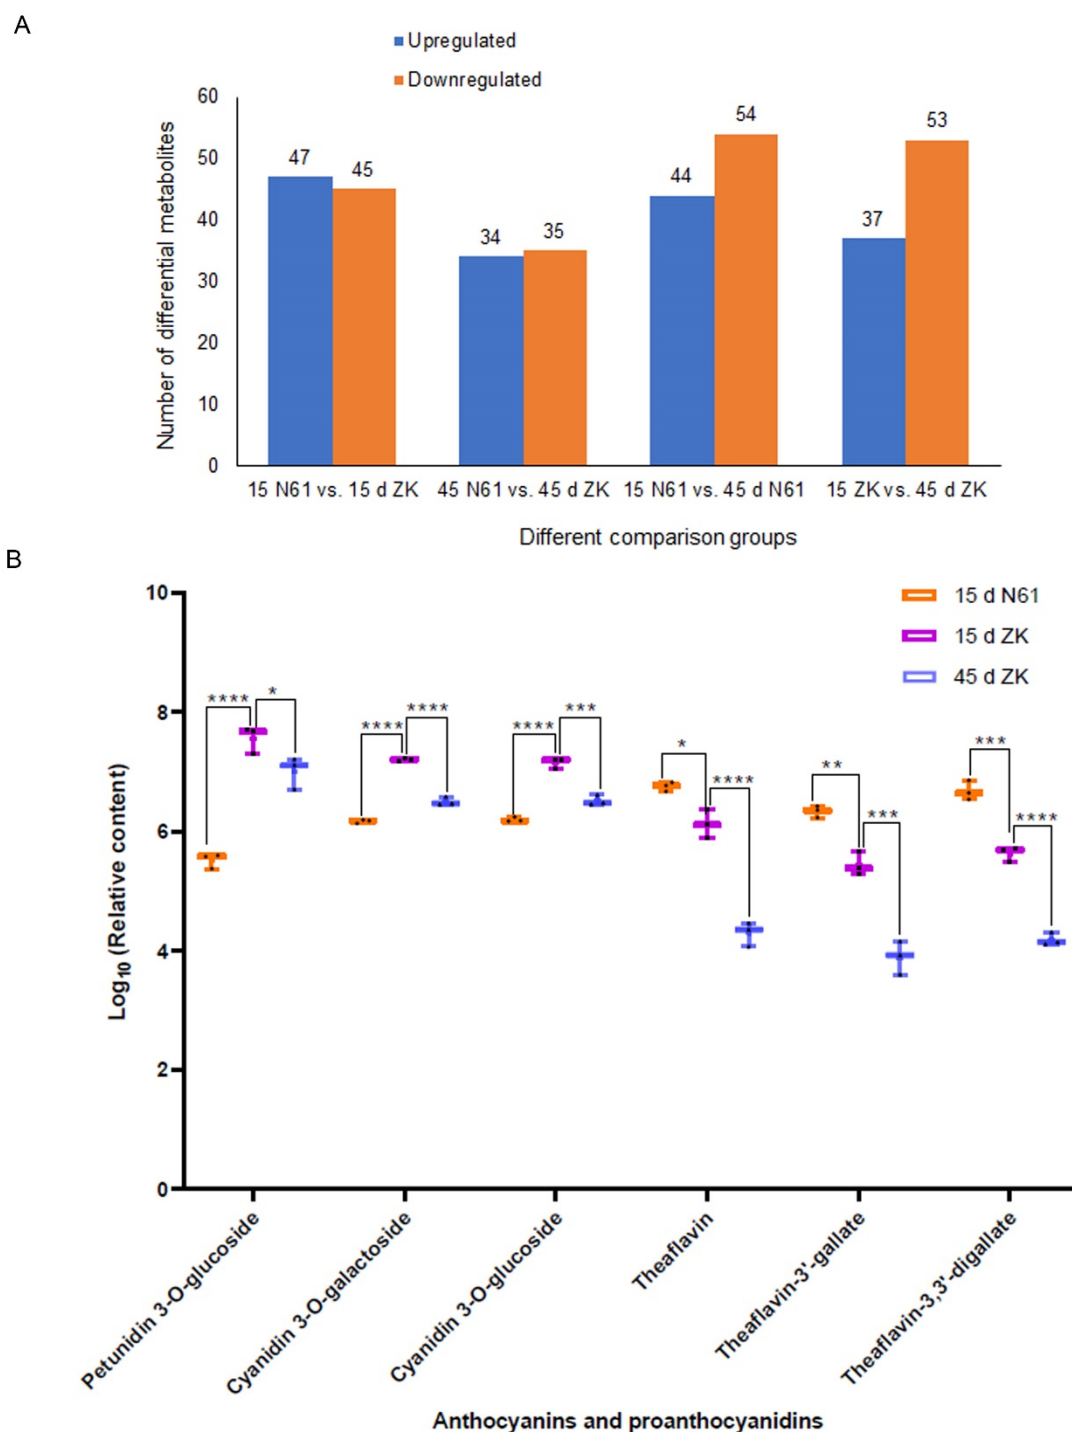 A
Upregulated
Downregulated
Number of differential metabolites
60
50
40
30
20
10
0
47
45
34
35
44
54
37
53
15 N61 vs. 15 d ZK
45 N61 vs. 45 d ZK
15 N61 vs. 45 d N61
15 ZK vs. 45 d ZK
Different comparison groups
B
15 d N61
15 d ZK
45 d ZK
Log10 (Relative content)
10
8
6
4
2
0
**** *
**** ****
**** ***
* ****
** ***
*** ****
Petunidin 3-O-glucoside
Cyanidin 3-O-galactoside
Cyanidin 3-O-glucoside
Theaflavin
Theaflavin-3'-gallate
Theaflavin-3,3'-digallate
Anthocyanins and proanthocyanidins